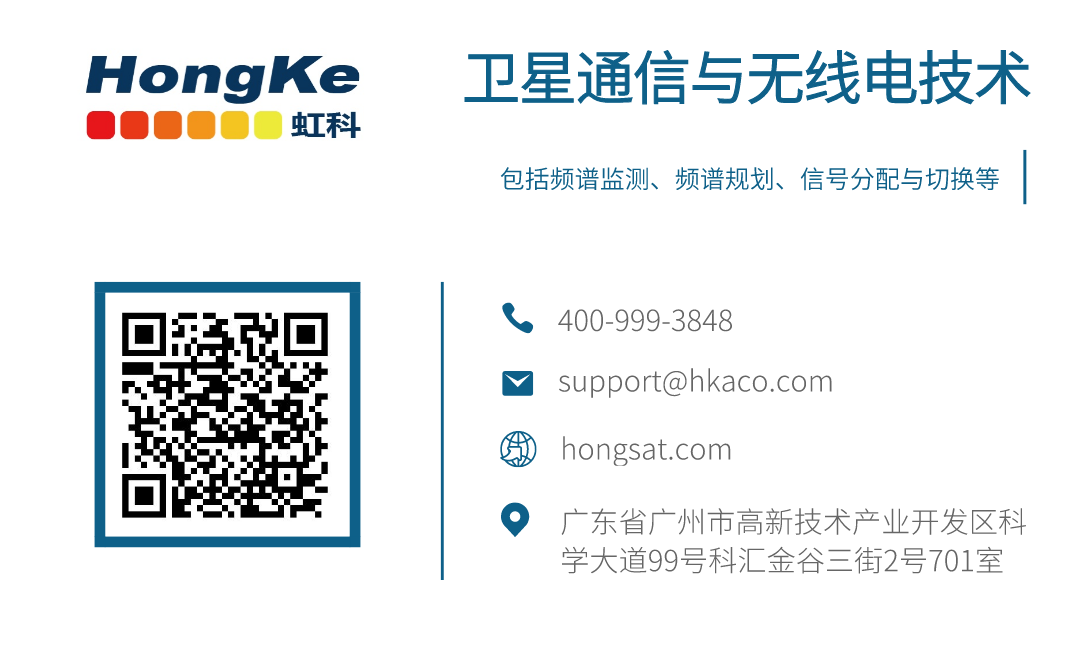 HongKe
虹科
卫星通信与无线电技术
包括频谱监测、频谱规划、信号分配与切换等
400-999-3848
support@hkaco.com
hongsat.com
广东省广州市高新技术产业开发区科
学大道99号科汇金谷三街2号701室